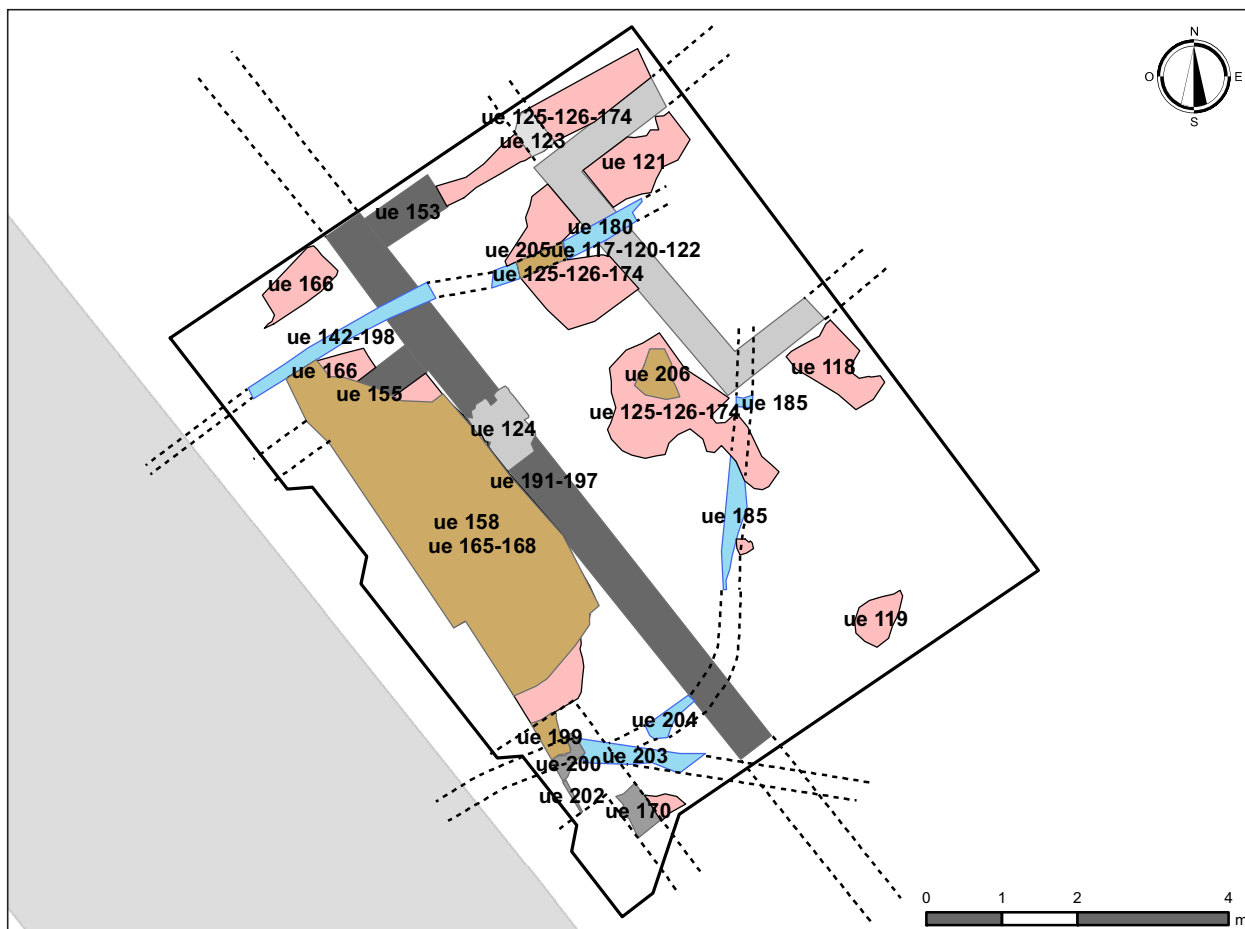 N
O E
S
ue 125-126-174
ue 123
ue 121
ue 153
ue 180
ue 205
ue 117-120-122
ue 125-126-174
ue 166
ue 142-198
ue 166
ue 155
ue 206
ue 118
ue 125-126-174
ue 185
ue 124
ue 191-197
ue 185
ue 158
ue 165-168
ue 119
ue 204
ue 199
ue 203
ue 200
ue 202
ue 170
0 1 2 4
m